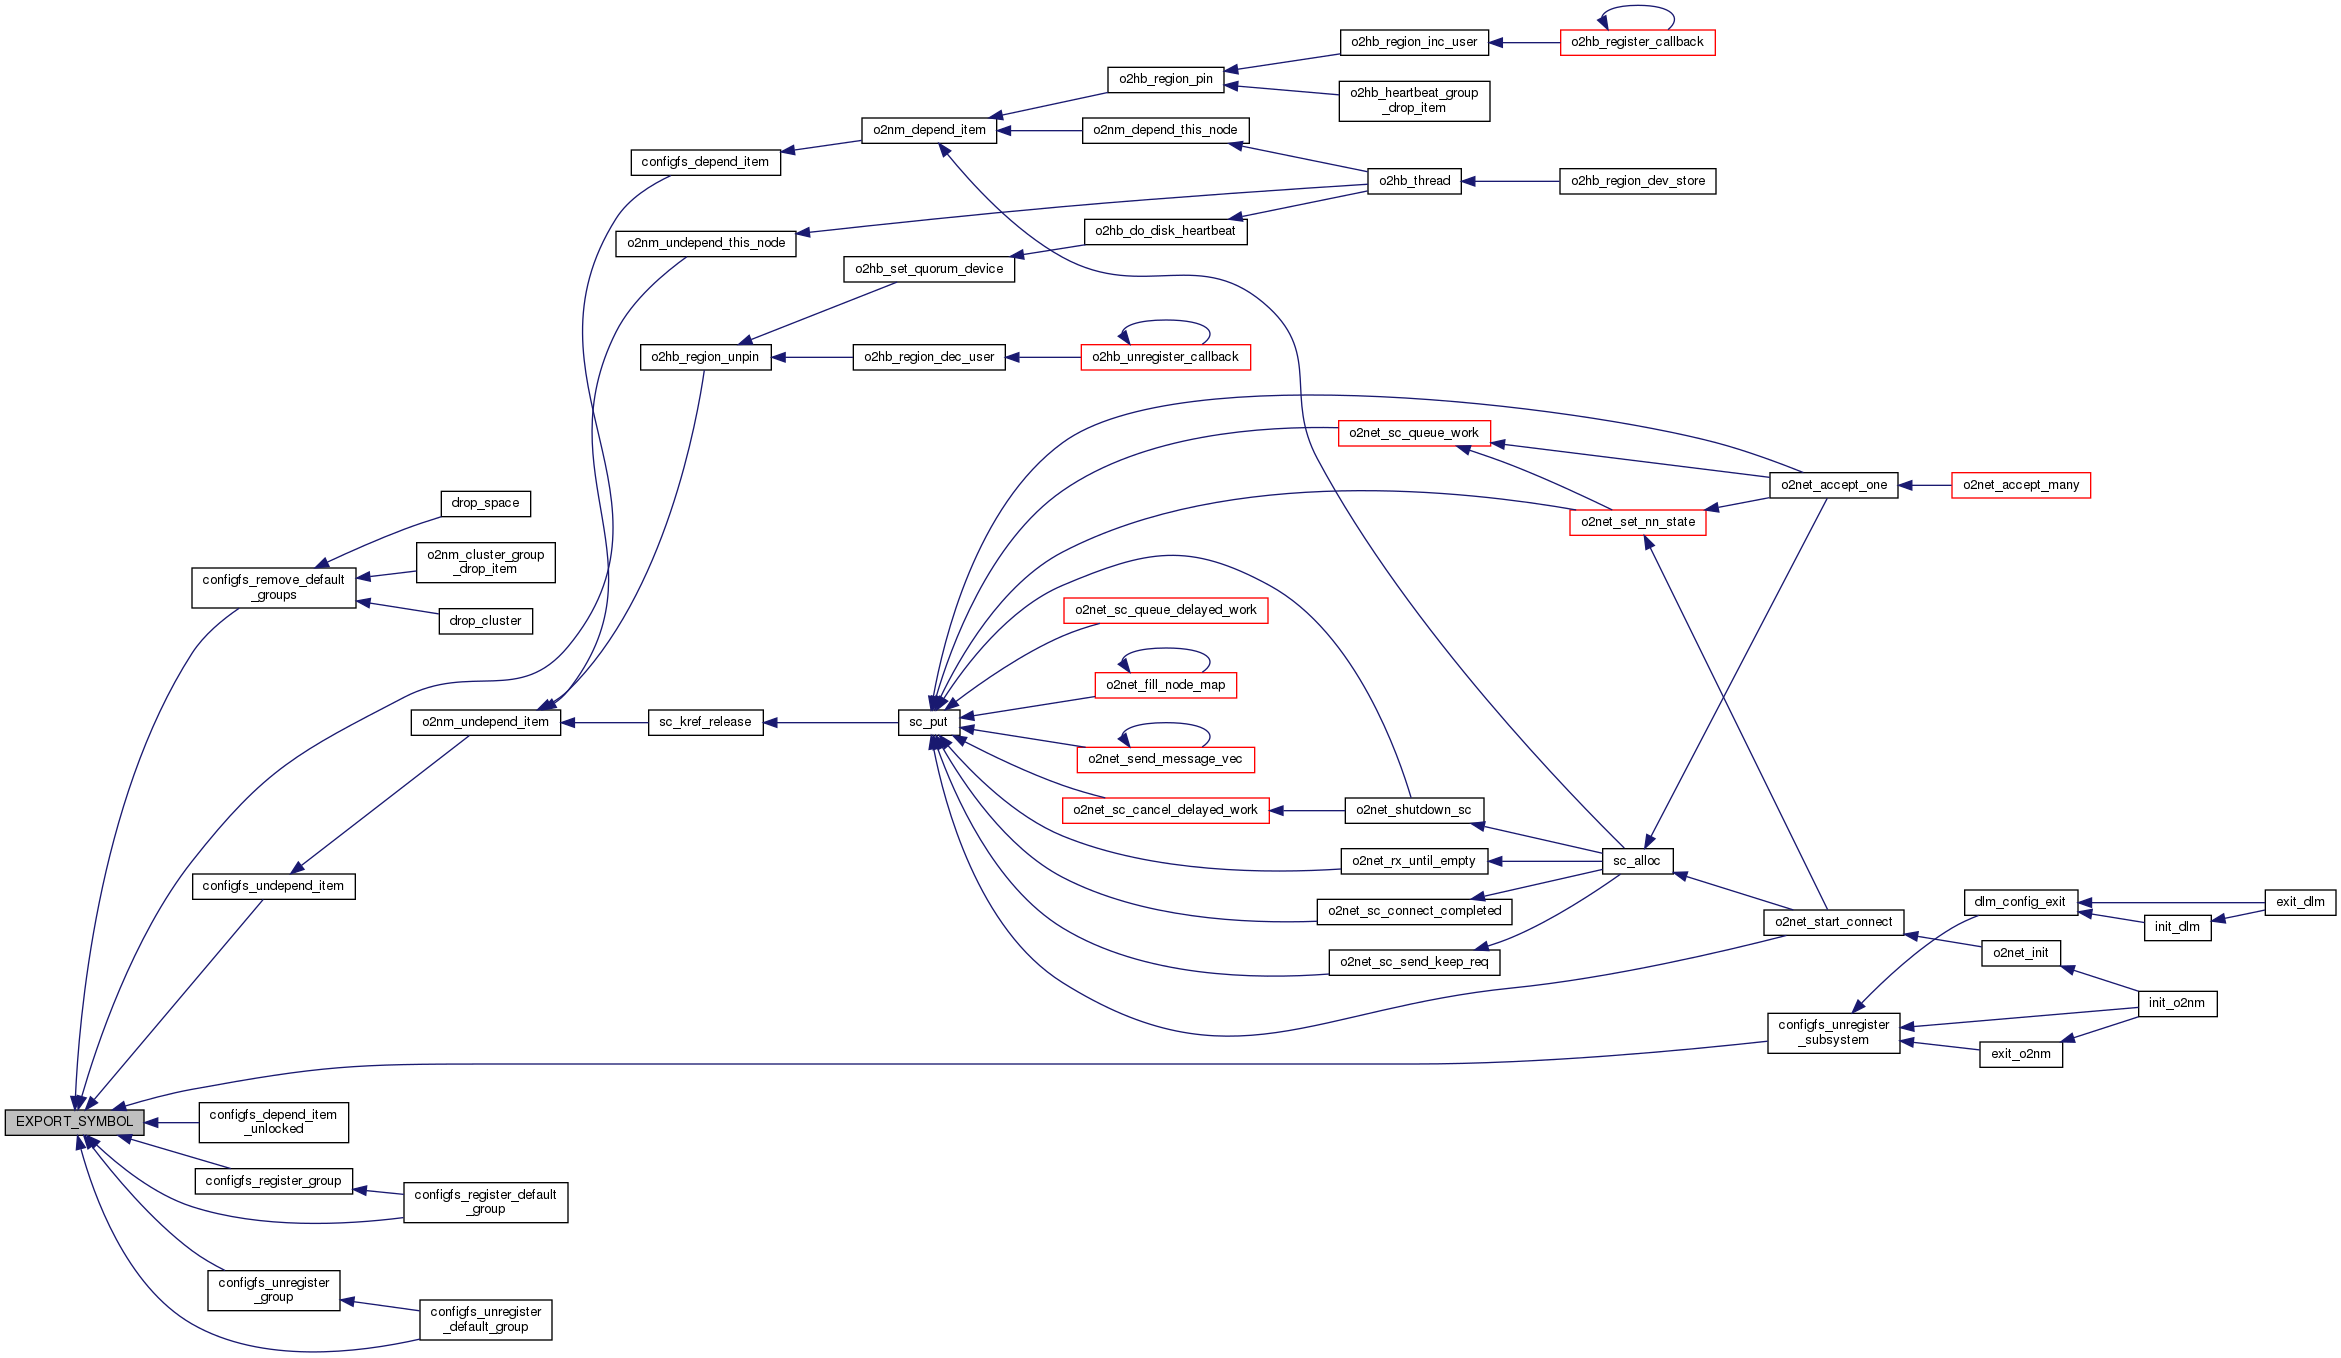 o2hb_region_inc_user
o2hb_register_callback
o2hb_region_pin
o2hb_heartbeat_group
_drop_item
o2nm_depend_item
o2nm_depend_this_node
configfs_depend_item
o2hb_thread
o2hb_region_dev_store
o2nm_undepend_this_node
o2hb_do_disk_heartbeat
o2hb_set_quorum_device
o2hb_region_unpin
o2hb_region_dec_user
o2hb_unregister_callback
o2net_sc_queue_work
o2net_accept_one
o2net_accept_many
drop_space
o2net_set_nn_state
o2nm_cluster_group
_drop_item
configfs_remove_default
_groups
drop_cluster
o2net_sc_queue_delayed_work
o2net_fill_node_map
o2nm_undepend_item
sc_kref_release
sc_put
o2net_send_message_vec
o2net_sc_cancel_delayed_work
o2net_shutdown_sc
o2net_rx_until_empty
sc_alloc
configfs_undepend_item
o2net_sc_connect_completed
o2net_start_connect
dlm_config_exit
exit_dlm
init_dlm
o2net_sc_send_keep_req
o2net_init
init_o2nm
configfs_unregister
_subsystem
exit_o2nm
EXPORT_SYMBOL
configfs_depend_item
_unlocked
configfs_register_group
configfs_register_default
_group
configfs_unregister
_group
configfs_unregister
_default_group